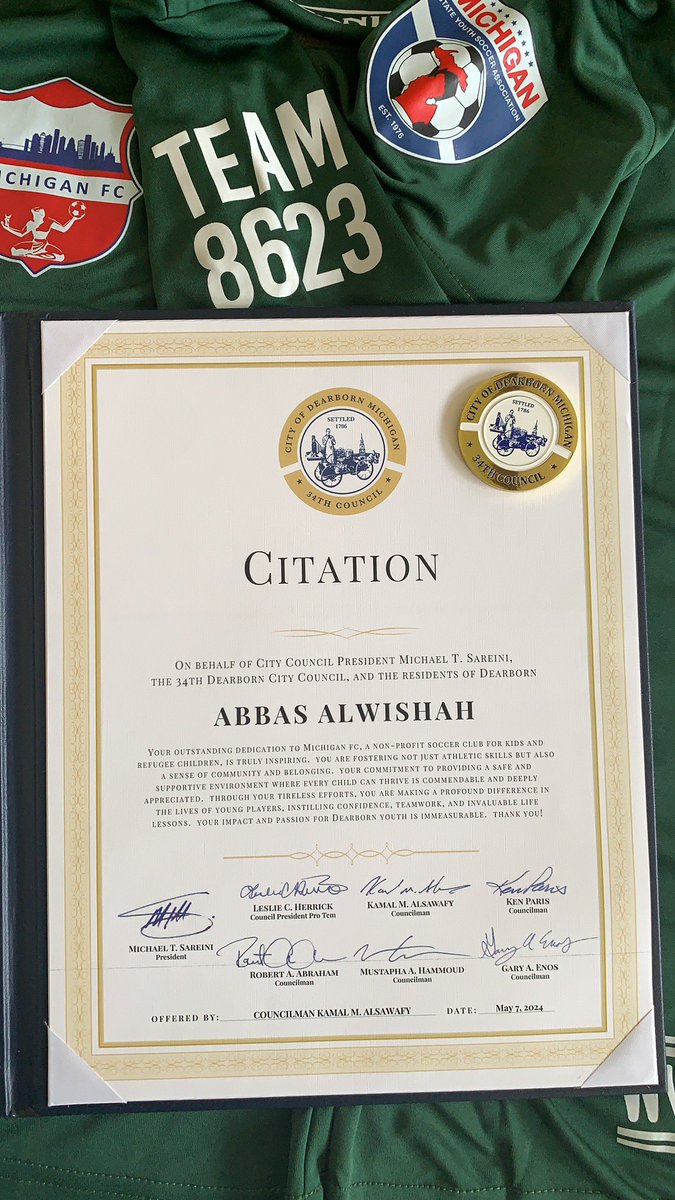 MICHIGAN
STATE YOUTH SOCCER ASSOCIATION
EST. 1976
CHIGAN FC
TEAM
8623
CITY OF DEARBORN MICHIGAN
SETTLED
1786
34TH COUNCIL
CITY OF DEARBORN MICHIGAN
SETTLED
1786
34TH COUNCIL
CITATION
ON BEHALF OF CITY COUNCIL PRESIDENT MICHAEL T. SAREINI,
THE 34TH DEARBORN CITY COUNCIL, AND THE RESIDENTS OF DEARBORN
ABBAS ALWISHAH
YOUR OUTSTANDING DEDICATION TO MICHIGAN FC, A NON-PROFIT SOCCER CLUB FOR KIDS AND
REFUGEE CHILDREN, IS TRULY INSPIRING. YOU ARE FOSTERING NOT JUST ATHLETIC SKILLS BUT ALSO
A SENSE OF COMMUNITY AND BELONGING. YOUR COMMITMENT TO PROVIDING A SAFE AND
SUPPORTIVE ENVIRONMENT WHERE EVERY CHILD CAN THRIVE IS COMMENDABLE AND DEEPLY
APPRECIATED. THROUGH YOUR TIRELESS EFFORTS, YOU ARE MAKING A PROFOUND DIFFERENCE IN
THE LIVES OF YOUNG PLAYERS, INSTILLING CONFIDENCE, TEAMWORK, AND INVALUABLE LIFE
LESSONS. YOUR IMPACT AND PASSION FOR DEARBORN YOUTH IS IMMEASURABLE. THANK YOU!
LESLIE C. HERRICK
Council President Pro Tem
KAMAL M. ALSAWAFY
Councilman
KEN PARIS
Councilman
MICHAEL T. SAREINI
President
ROBERT A. ABRAHAM
Councilman
MUSTAPHA A. HAMMOUD
Councilman
GARY A. ENOS
Councilman
OFFERED BY: COUNCILMAN KAMAL M. ALSAWAFY DATE: May 7, 2024